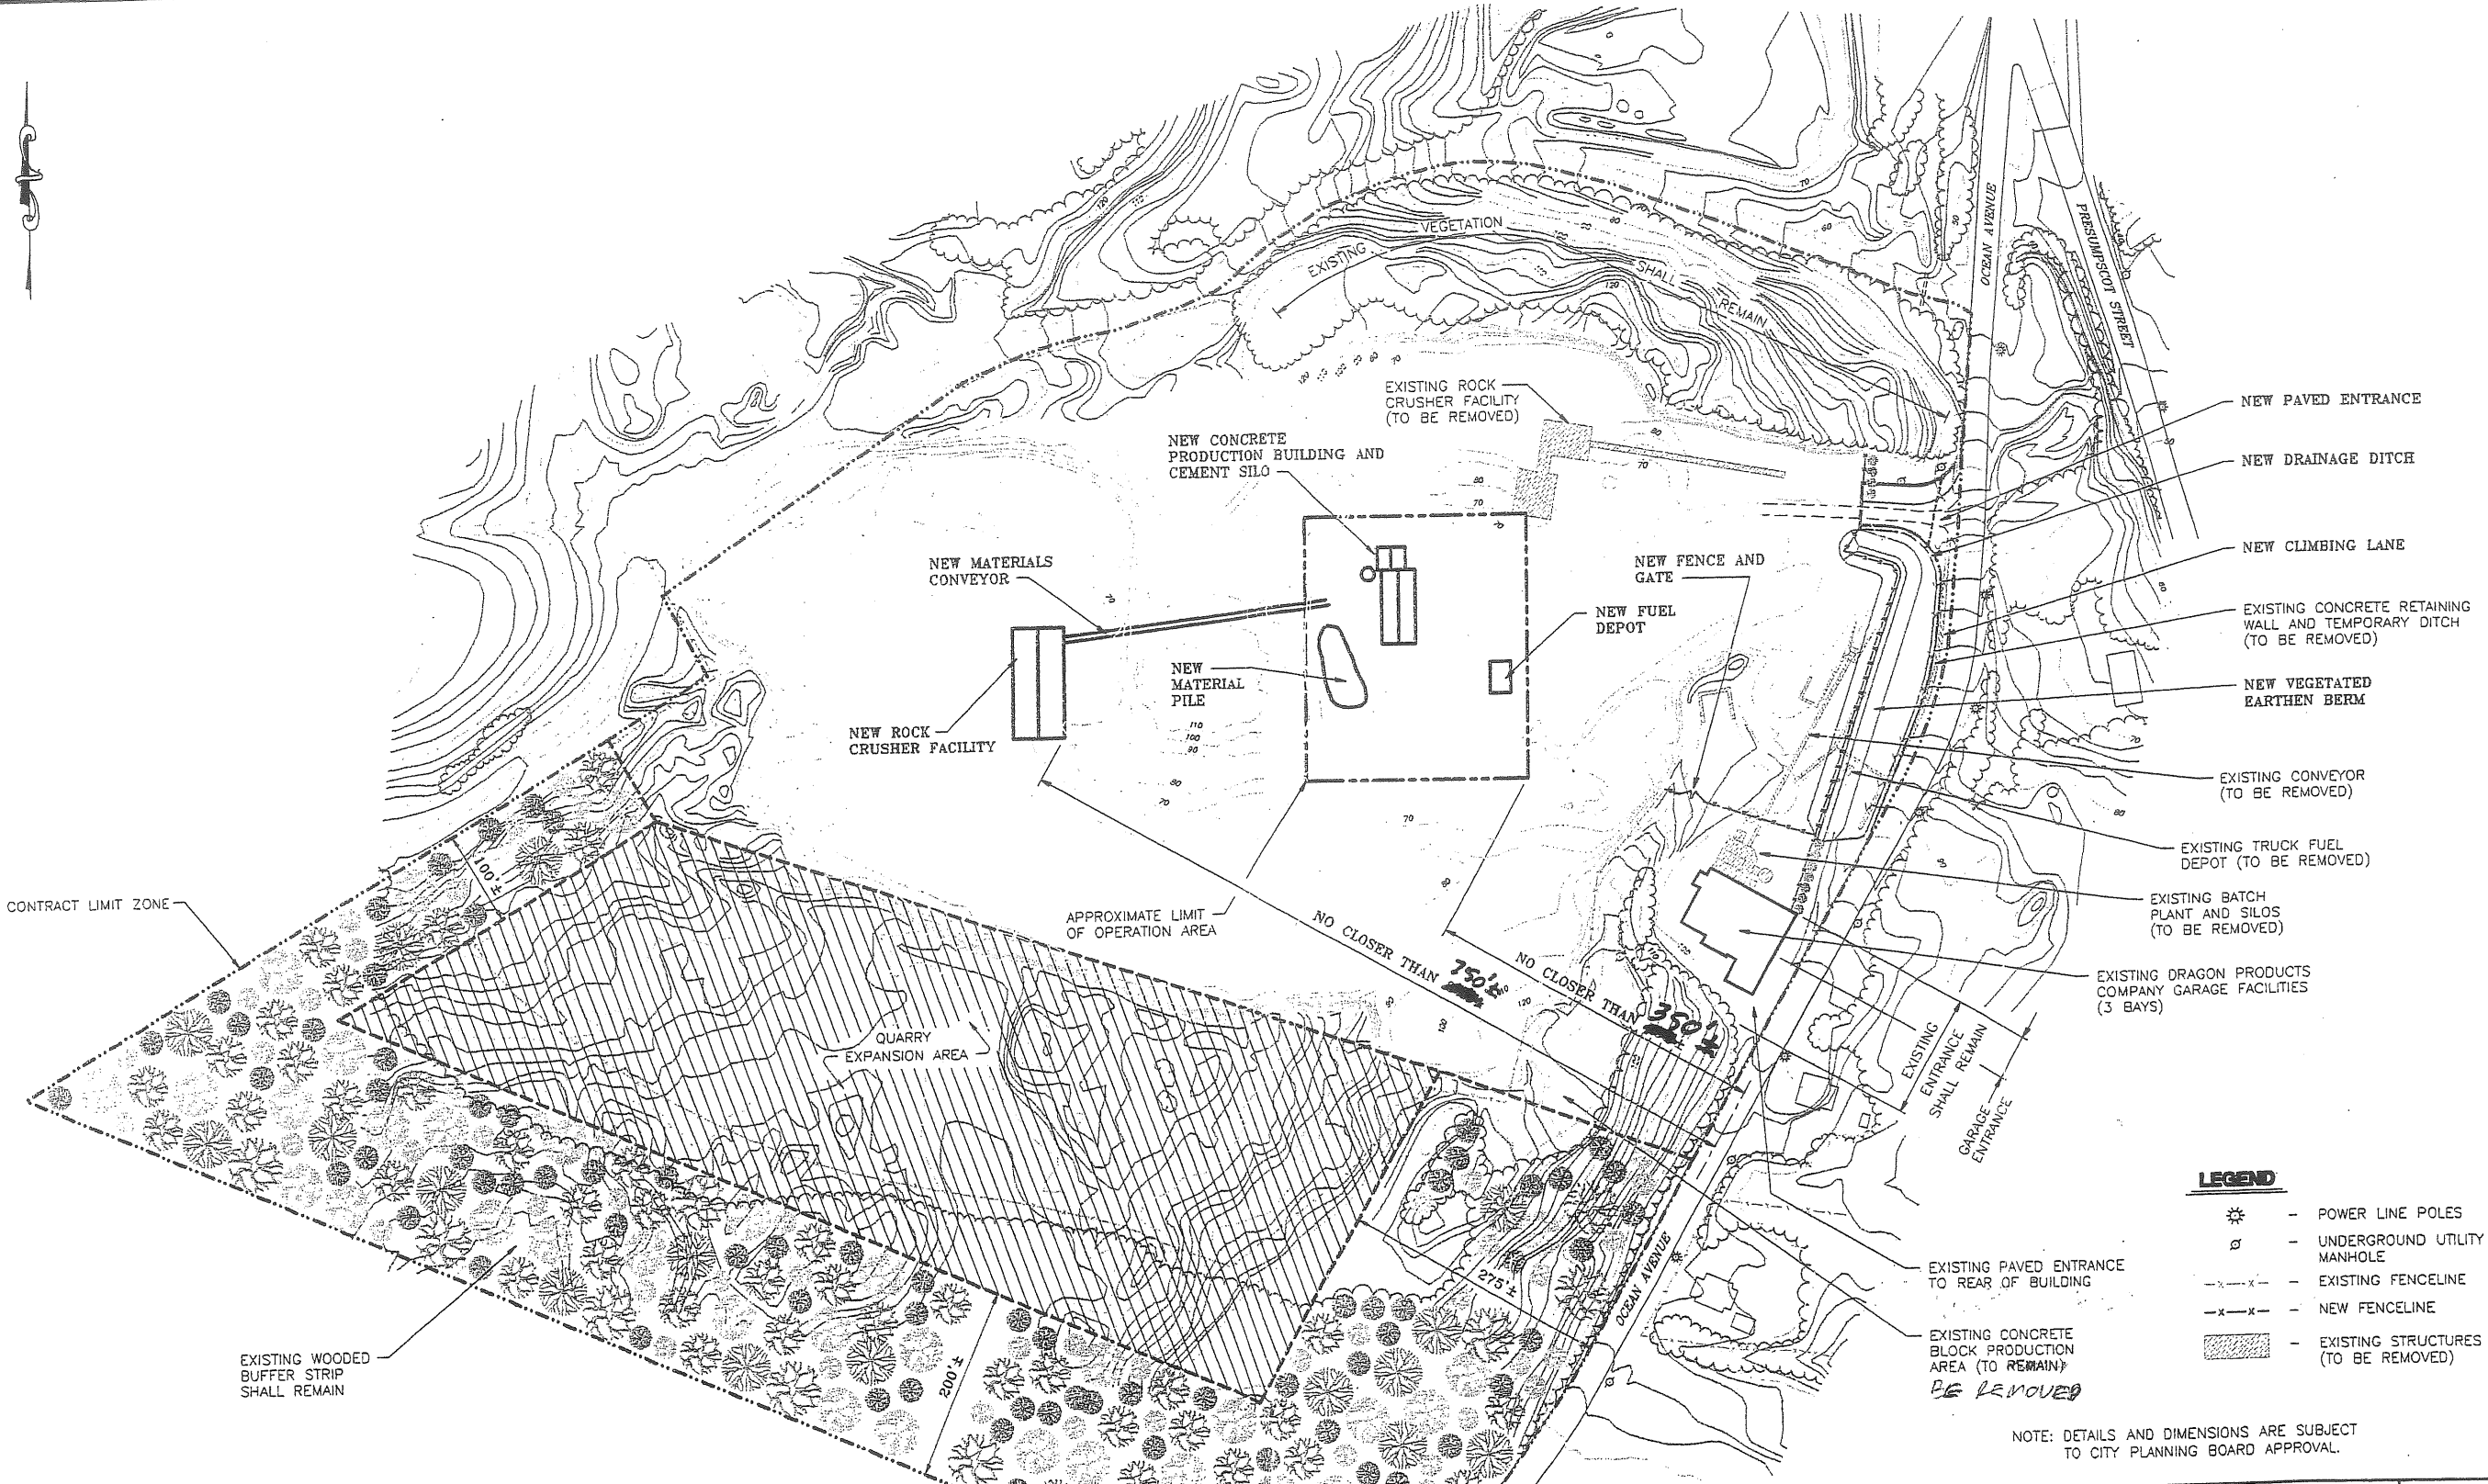 OCEAN AVENUE
PRESUMPSCOT STREET
EXISTING
VEGETATION
SHALL
REMAIN
EXISTING ROCK
CRUSHER FACILITY
(TO BE REMOVED)
NEW CONCRETE
PRODUCTION BUILDING AND
CEMENT SILO
NEW MATERIALS
CONVEYOR
NEW FENCE AND
GATE
NEW FUEL
DEPOT
NEW
MATERIAL
PILE
NEW ROCK
CRUSHER FACILITY
NEW PAVED ENTRANCE
NEW DRAINAGE DITCH
NEW CLIMBING LANE
EXISTING CONCRETE RETAINING
WALL AND TEMPORARY DITCH
(TO BE REMOVED)
NEW VEGETATED
EARTHEN BERM
EXISTING CONVEYOR
(TO BE REMOVED)
EXISTING TRUCK FUEL
DEPOT (TO BE REMOVED)
EXISTING BATCH
PLANT AND SILOS
(TO BE REMOVED)
EXISTING DRAGON PRODUCTS
COMPANY GARAGE FACILITIES
(3 BAYS)
CONTRACT LIMIT ZONE
100'±
APPROXIMATE LIMIT
OF OPERATION AREA
NO CLOSER THAN 750'±
NO CLOSER THAN 350'±
QUARRY
EXPANSION AREA
EXISTING
ENTRANCE
SHALL REMAIN
GARAGE
ENTRANCE
275'±
OCEAN AVENUE
200'±
EXISTING WOODED
BUFFER STRIP
SHALL REMAIN
EXISTING PAVED ENTRANCE
TO REAR OF BUILDING
EXISTING CONCRETE
BLOCK PRODUCTION
AREA (TO REMAIN)
BE REMOVED
LEGEND
- POWER LINE POLES
- UNDERGROUND UTILITY
MANHOLE
-x-x- - EXISTING FENCELINE
-x-x- - NEW FENCELINE
- EXISTING STRUCTURES
(TO BE REMOVED)
NOTE: DETAILS AND DIMENSIONS ARE SUBJECT
TO CITY PLANNING BOARD APPROVAL.